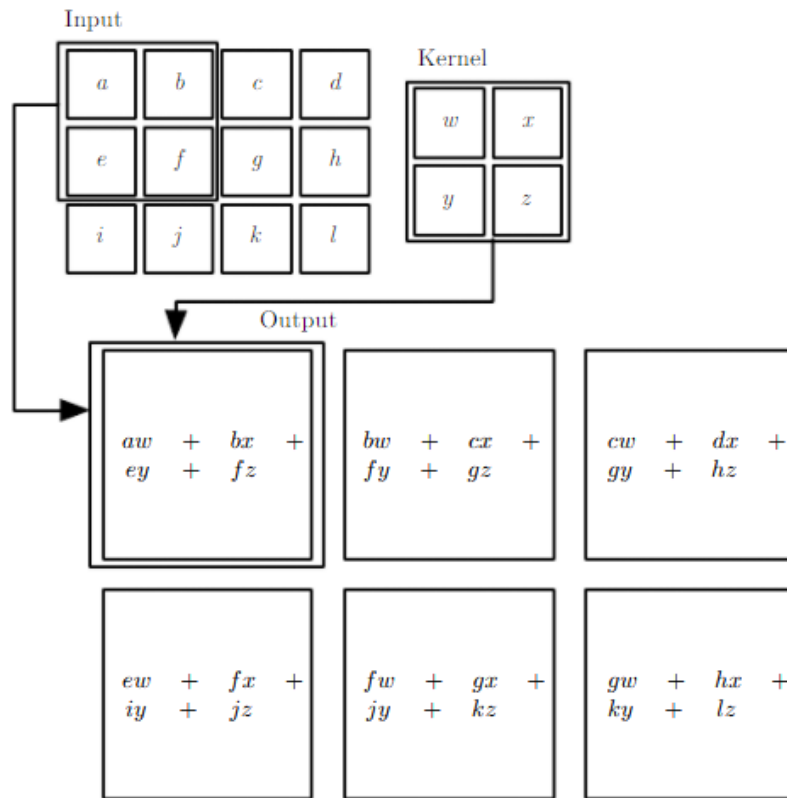 Input
a b c d
Kernel
w x
e f g h
y z
i j k l
Output
aw + bx +
ey + fz
bw + cx +
fy + gz
cw + dx +
gy + hz
ew + fx +
iy + jz
fw + gx +
jy + kz
gw + hx +
ky + lz